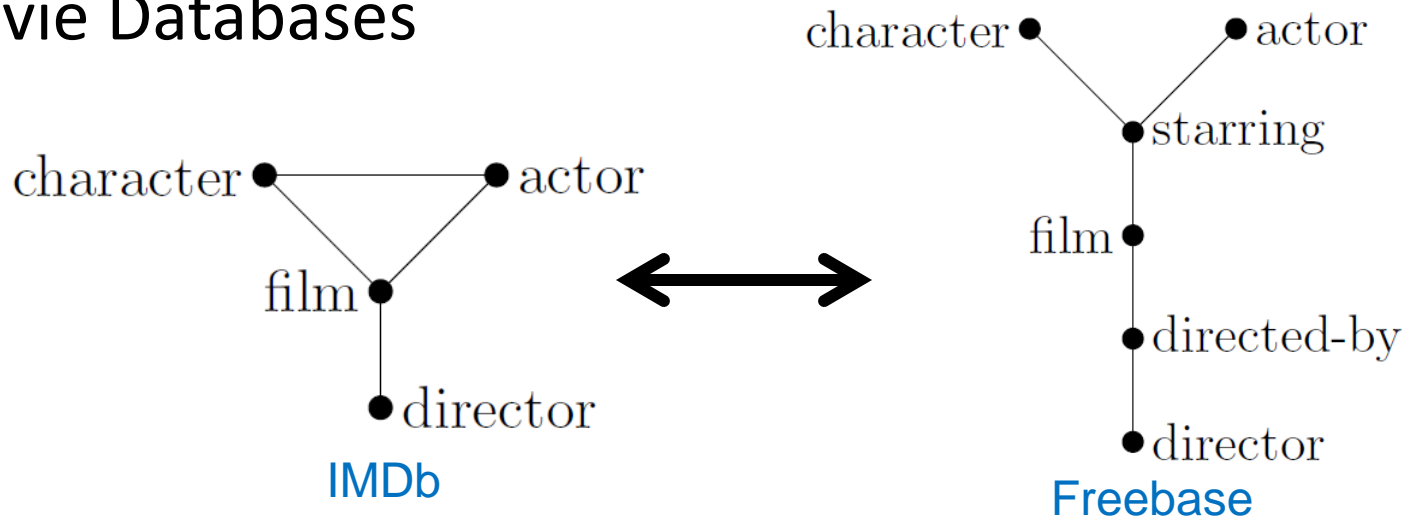 vie Databases
character
actor
film
director
IMDb
character
actor
starring
film
directed-by
director
Freebase